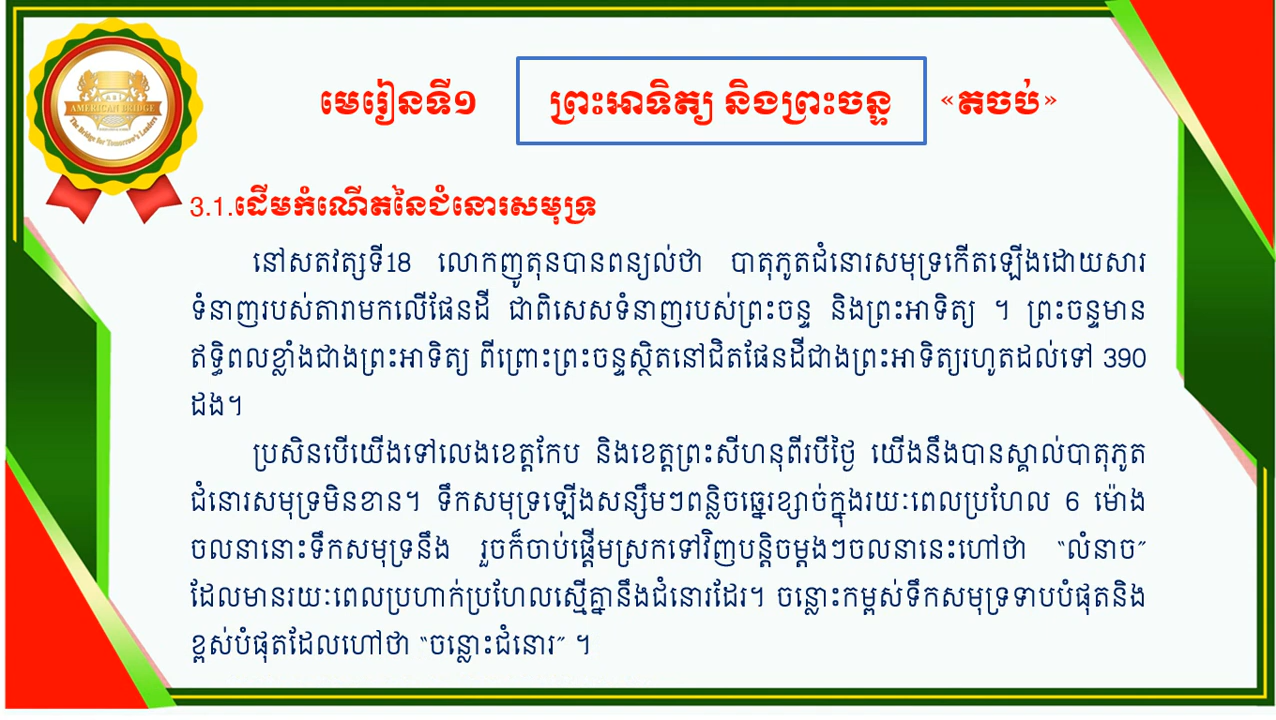 AMERICAN BRIDGE
The Bridge for Tomorrow's Leaders
មេរៀនទី១ ព្រះអាទិត្យ និងព្រះចន្ទ «តចប់»
3.1.ដើមកំណើតនៃជំនោរសមុទ្រ
នៅសតវត្សទី18 លោកញូតុនបានពន្យល់ថា បាតុភូតជំនោរសមុទ្រកើតឡើងដោយសារ
ទំនាញរបស់តារាមកលើផែនដី ជាពិសេសទំនាញរបស់ព្រះចន្ទ និងព្រះអាទិត្យ ។ ព្រះចន្ទមាន
ឥទ្ធិពលខ្លាំងជាងព្រះអាទិត្យ ពីព្រោះព្រះចន្ទស្ថិតនៅជិតផែនដីជាងព្រះអាទិត្យរហូតដល់ទៅ 390
ដង។
ប្រសិនបើយើងទៅលេងខេត្តកែប និងខេត្តព្រះសីហនុពីរបីថ្ងៃ យើងនឹងបានស្គាល់បាតុភូត
ជំនោរសមុទ្រមិនខាន។ ទឹកសមុទ្រឡើងសន្សឹមៗពន្លិចឆ្នេរខ្សាច់ក្នុងរយៈពេលប្រហែល 6 ម៉ោង
ចលនានោះទឹកសមុទ្រនឹង រួចក៏ចាប់ផ្តើមស្រកទៅវិញបន្តិចម្តងៗចលនានេះហៅថា “លំនាច”
ដែលមានរយៈពេលប្រហាក់ប្រហែលស្មើគ្នានឹងជំនោរដែរ។ ចន្លោះកម្ពស់ទឹកសមុទ្រទាបបំផុតនិង
ខ្ពស់បំផុតដែលហៅថា “ចន្លោះជំនោរ” ។